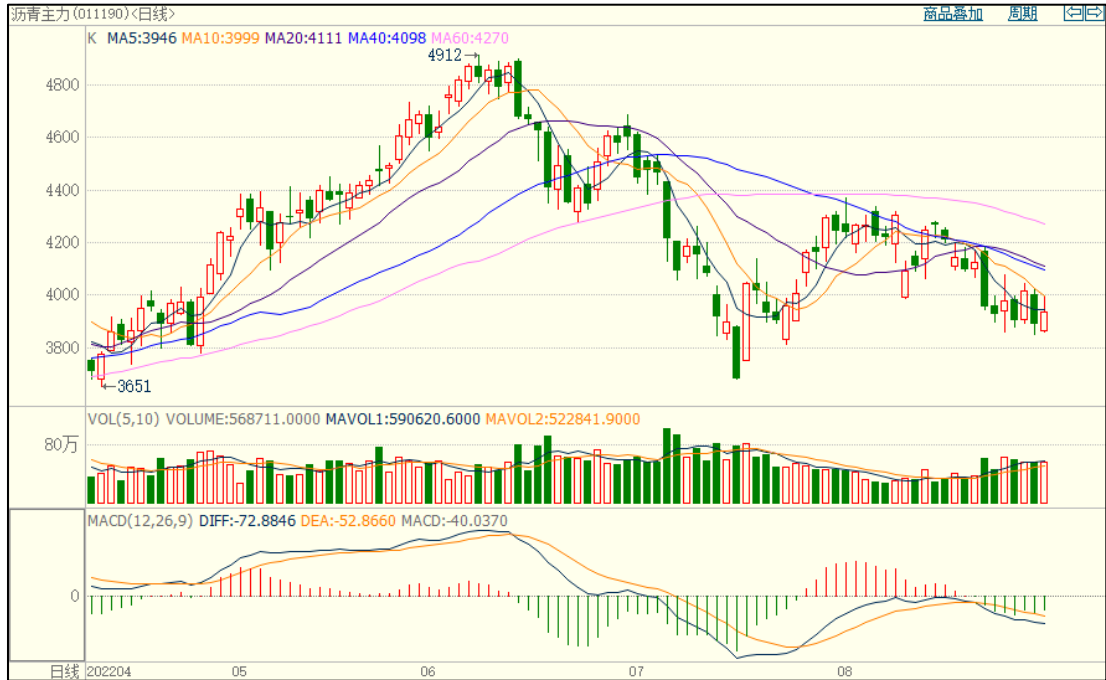 沥青主力(011190)<日线> 商品叠加 周期
K MA5:3946 MA10:3999 MA20:4111 MA40:4098 MA60:4270
4912→
4800
4600
4400
4200
4000
3800
←3651
VOL(5,10) VOLUME:568711.0000 MAVOL1:590620.6000 MAVOL2:522841.9000
80万
MACD(12,26,9) DIFF:-72.8846 DEA:-52.8660 MACD:-40.0370
0
日线 202204 05 06 07 08